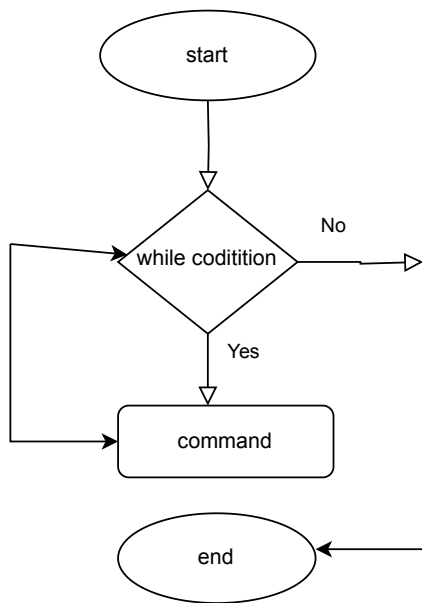 start
No
while coditition
Yes
command
end